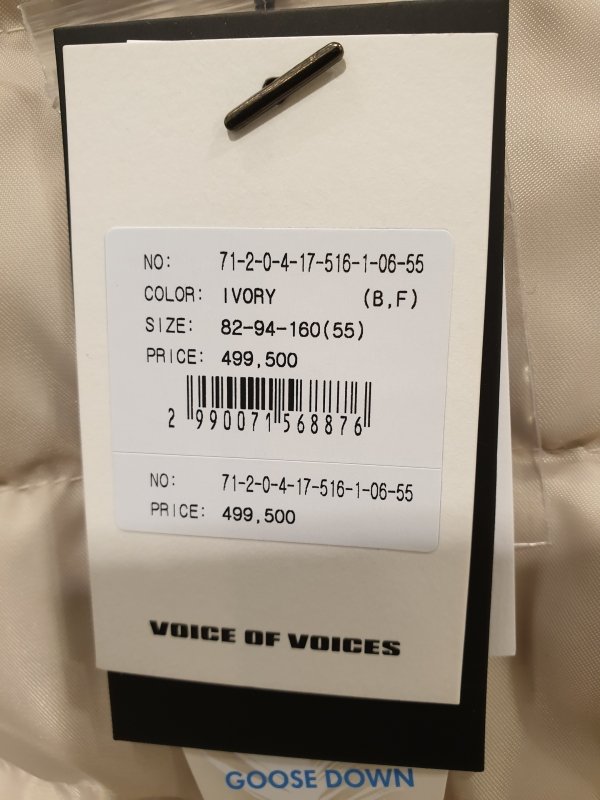 NO: 71-2-0-4-17-516-1-06-55
COLOR: IVORY (B,F)
SIZE: 82-94-160(55)
PRICE: 499,500
2 990071 568876
NO: 71-2-0-4-17-516-1-06-55
PRICE: 499,500
VOICE OF VOICES
GOOSE DOWN